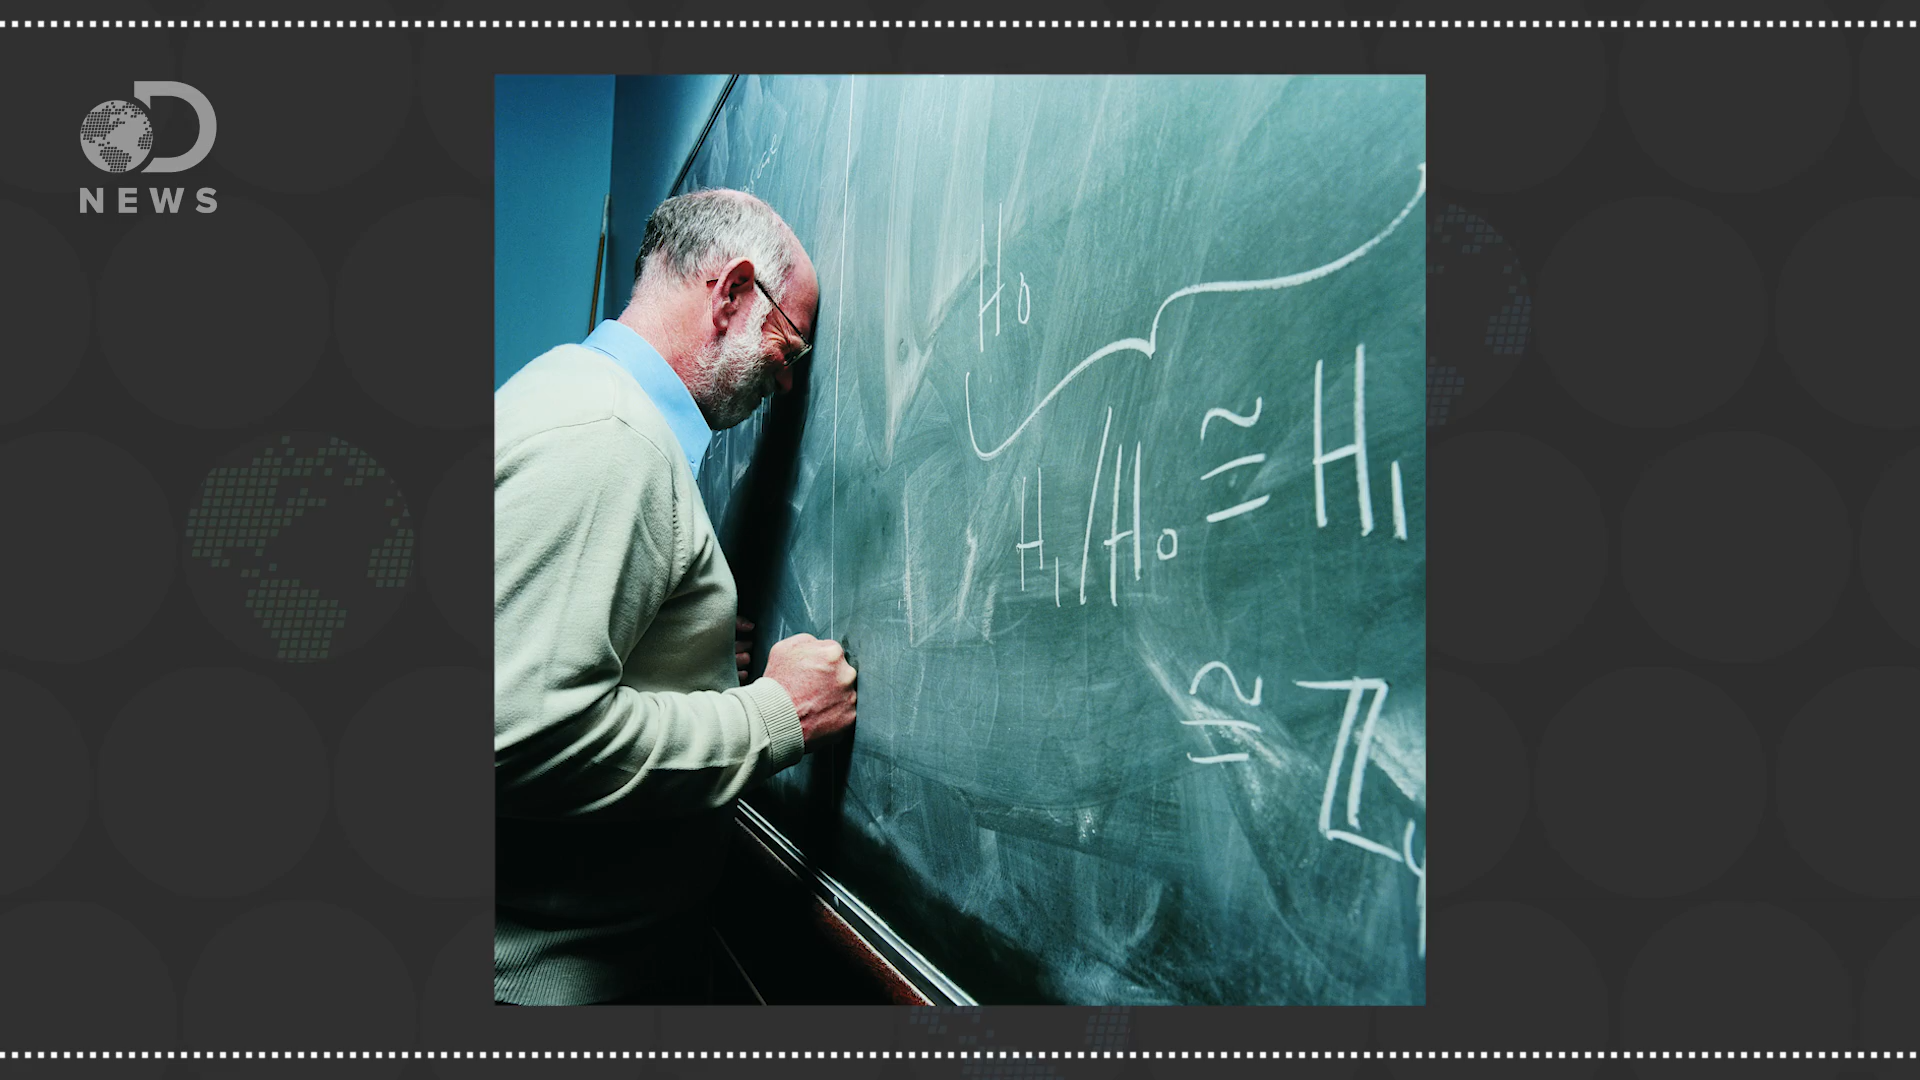 NEWS
H₀
H₁/H₀ ≅ H₁
≅ ℤ